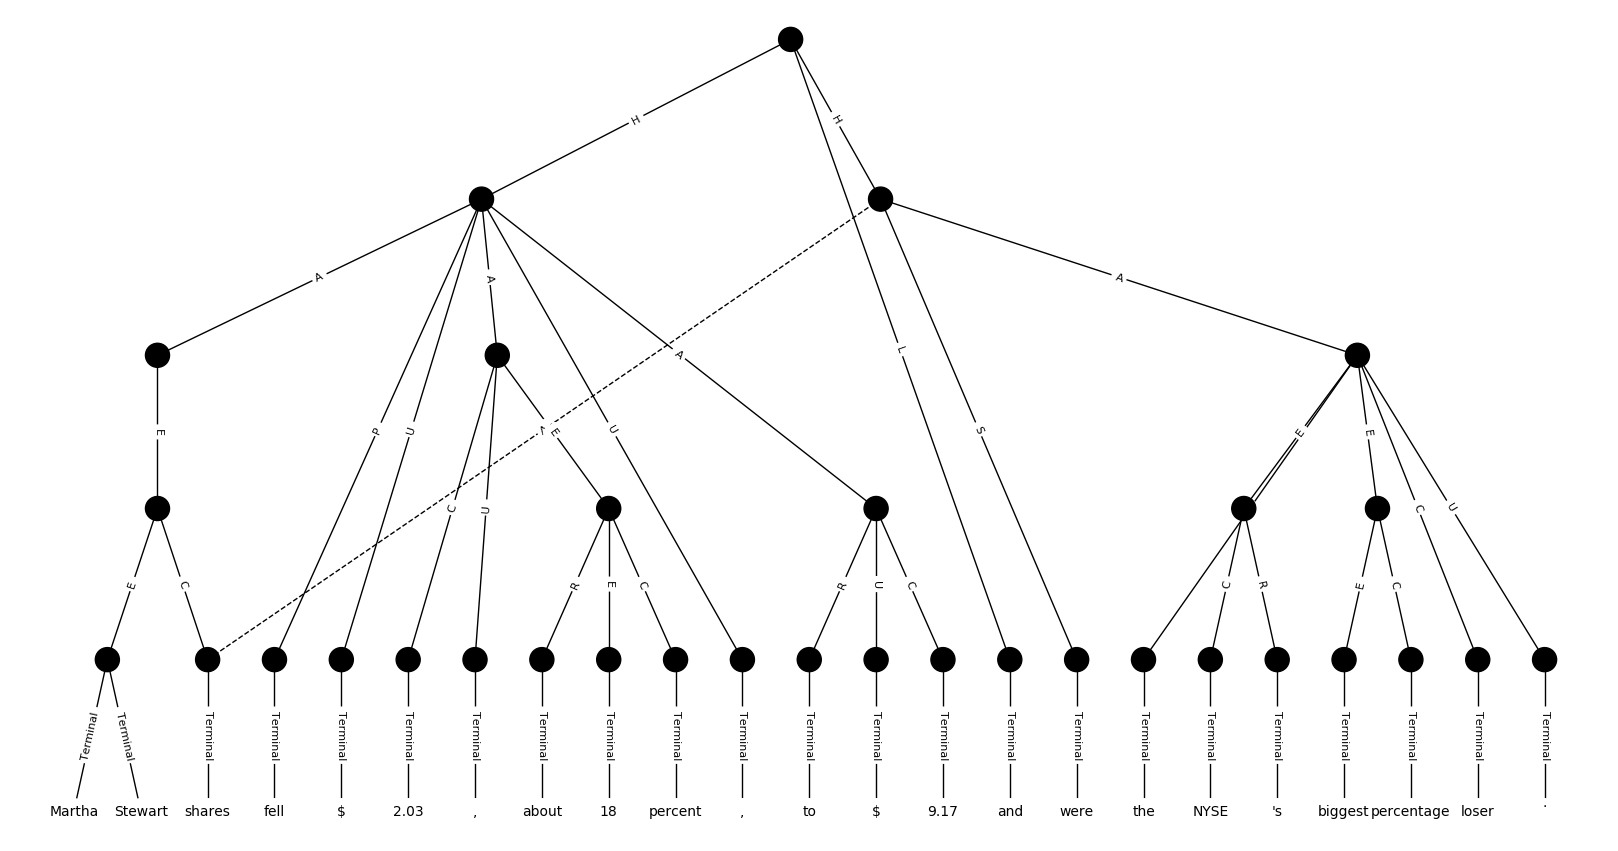 H H
A A A A
P U U L S
E A E C U E E E C U
E C R E C R U C C R E C
Terminal Terminal Terminal Terminal Terminal Terminal Terminal Terminal Terminal Terminal Terminal Terminal Terminal Terminal Terminal Terminal Terminal Terminal Terminal Terminal Terminal Terminal Terminal
Martha Stewart shares fell $ 2.03 , about 18 percent , to $ 9.17 and were the NYSE 's biggest percentage loser .